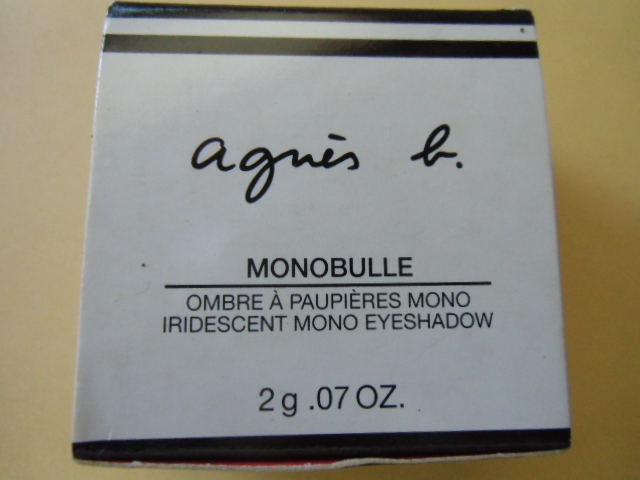 agnès b.
MONOBULLE
OMBRE À PAUPIÈRES MONO
IRIDESCENT MONO EYESHADOW
2 g .07 OZ.